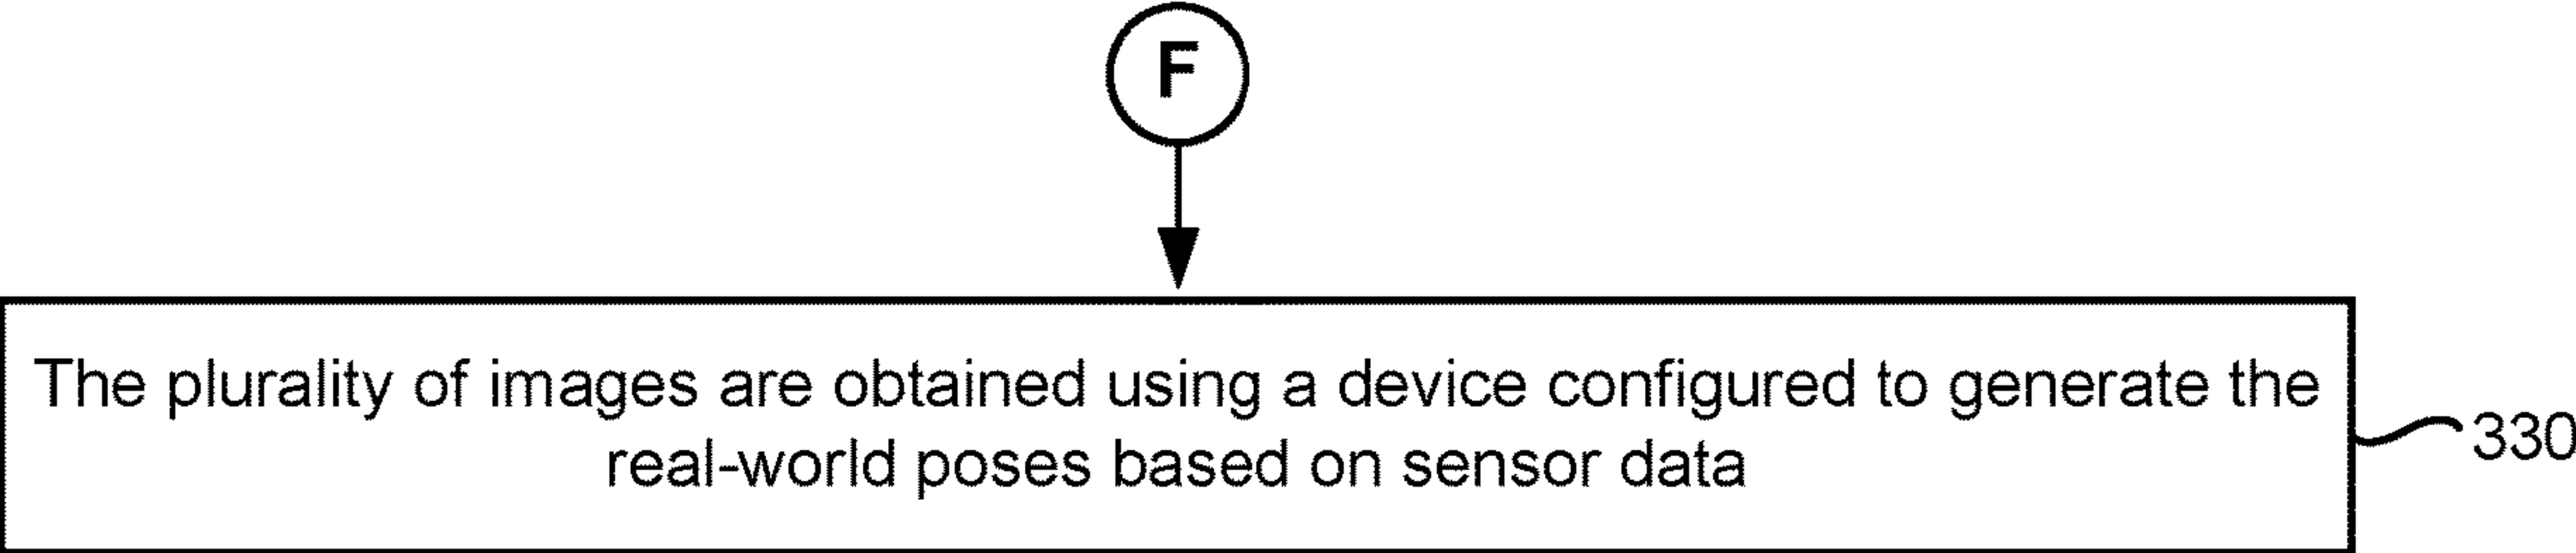 F
The plurality of images are obtained using a device configured to generate the
real-world poses based on sensor data
330